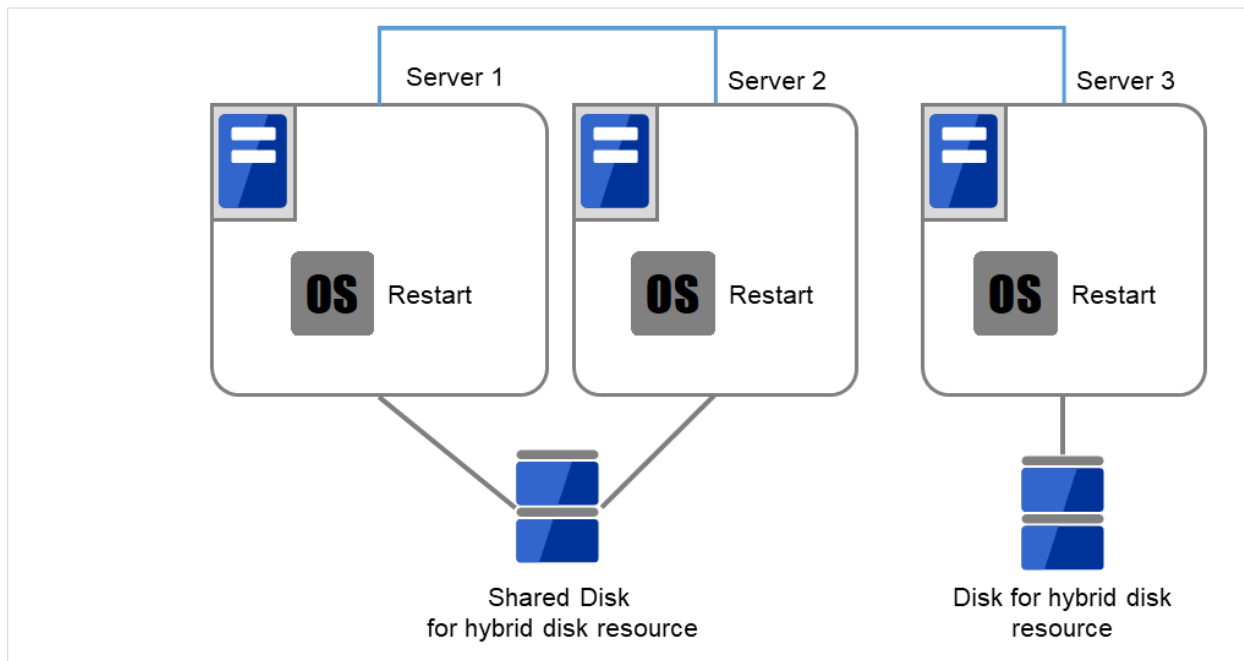 Server 1
Server 2
Server 3
OS Restart
OS Restart
OS Restart
Shared Disk
for hybrid disk resource
Disk for hybrid disk
resource